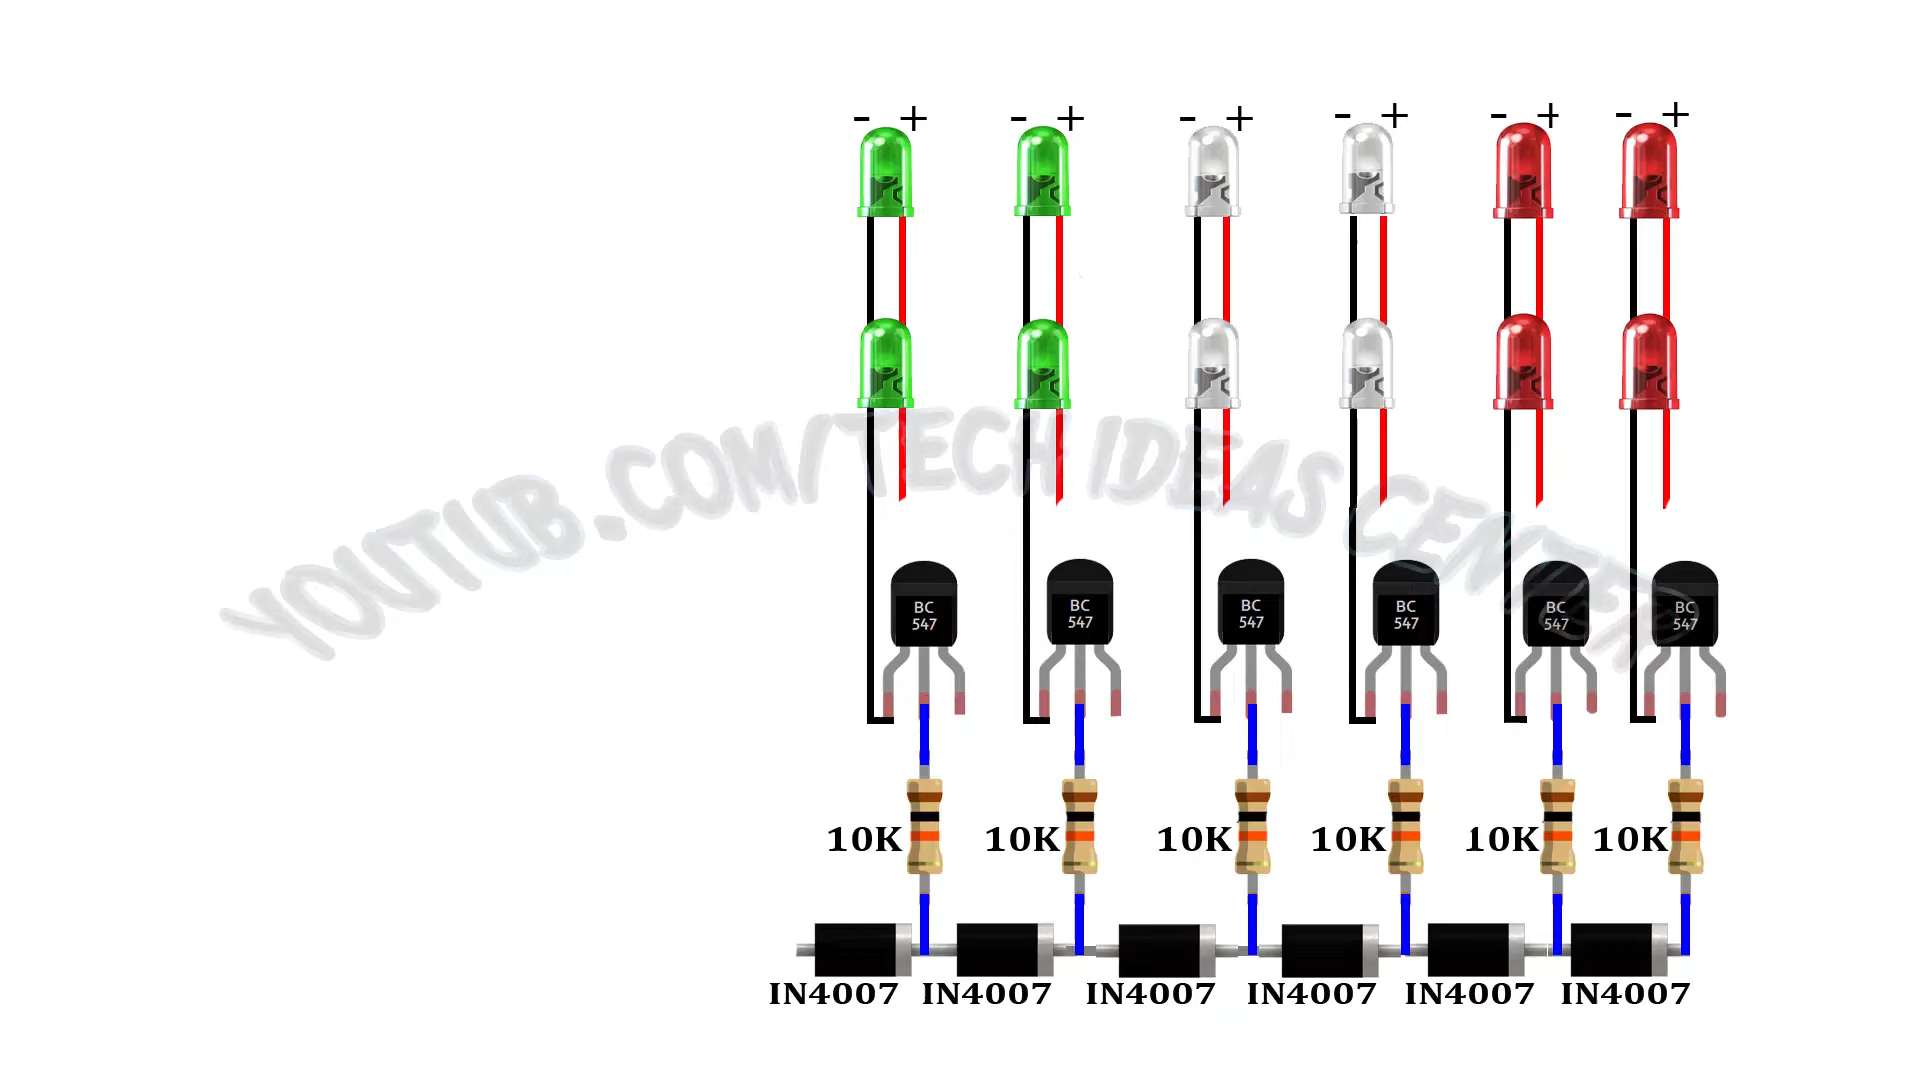 - + - + - + - + - + - +
YOUTUB.COM/TECH IDEAS CENTER
BC BC BC BC BC BC
547 547 547 547 547 547
10K 10K 10K 10K 10K 10K
IN4007 IN4007 IN4007 IN4007 IN4007 IN4007